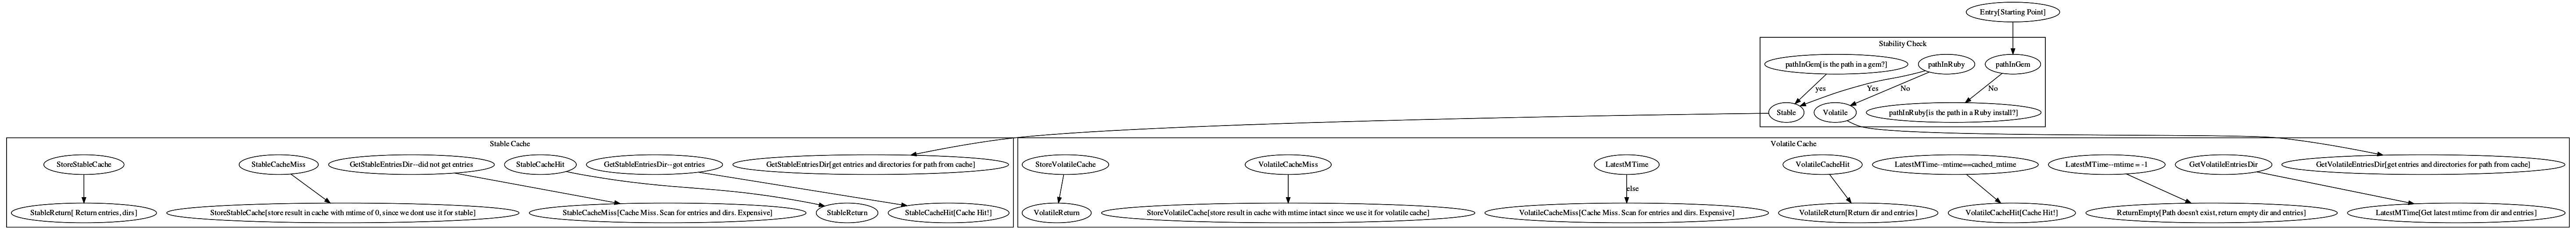 Entry[Starting Point]
Stability Check
pathInGem[is the path in a gem?]
pathInRuby
pathInGem
yes
Yes
No
No
Stable
Volatile
pathInRuby[is the path in a Ruby install?]
Stable Cache
Volatile Cache
StoreStableCache
StableCacheMiss
GetStableEntriesDir--did not get entries
StableCacheHit
GetStableEntriesDir--got entries
GetStableEntriesDir[get entries and directories for path from cache]
StoreVolatileCache
VolatileCacheMiss
LatestMTime
VolatileCacheHit
LatestMTime--mtime==cached_mtime
LatestMTime--mtime = -1
GetVolatileEntriesDir
GetVolatileEntriesDir[get entries and directories for path from cache]
else
StableReturn[ Return entries, dirs]
StoreStableCache[store result in cache with mtime of 0, since we dont use it for stable]
StableCacheMiss[Cache Miss. Scan for entries and dirs. Expensive]
StableReturn
StableCacheHit[Cache Hit!]
VolatileReturn
StoreVolatileCache[store result in cache with mtime intact since we use it for volatile cache]
VolatileCacheMiss[Cache Miss. Scan for entries and dirs. Expensive]
VolatileReturn[Return dir and entries]
VolatileCacheHit[Cache Hit!]
ReturnEmpty[Path doesn't exist, return empty dir and entries]
LatestMTime[Get latest mtime from dir and entries]